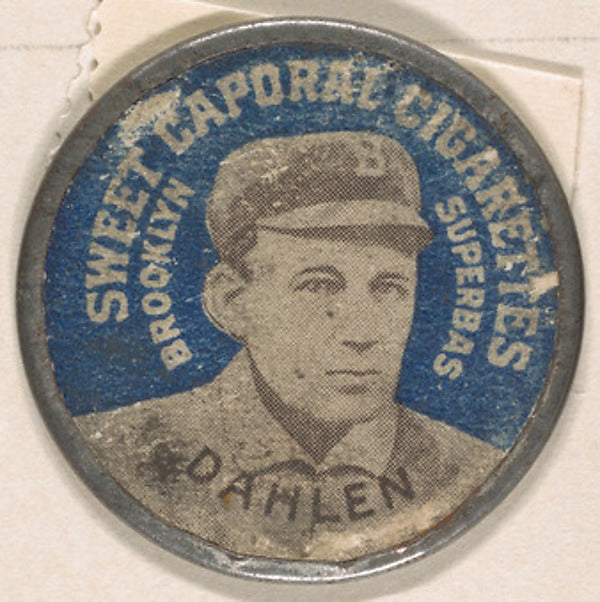 SWEET CAPORAL CIGARETTES
BROOKLYN
SUPERBAS
B
DAHLEN